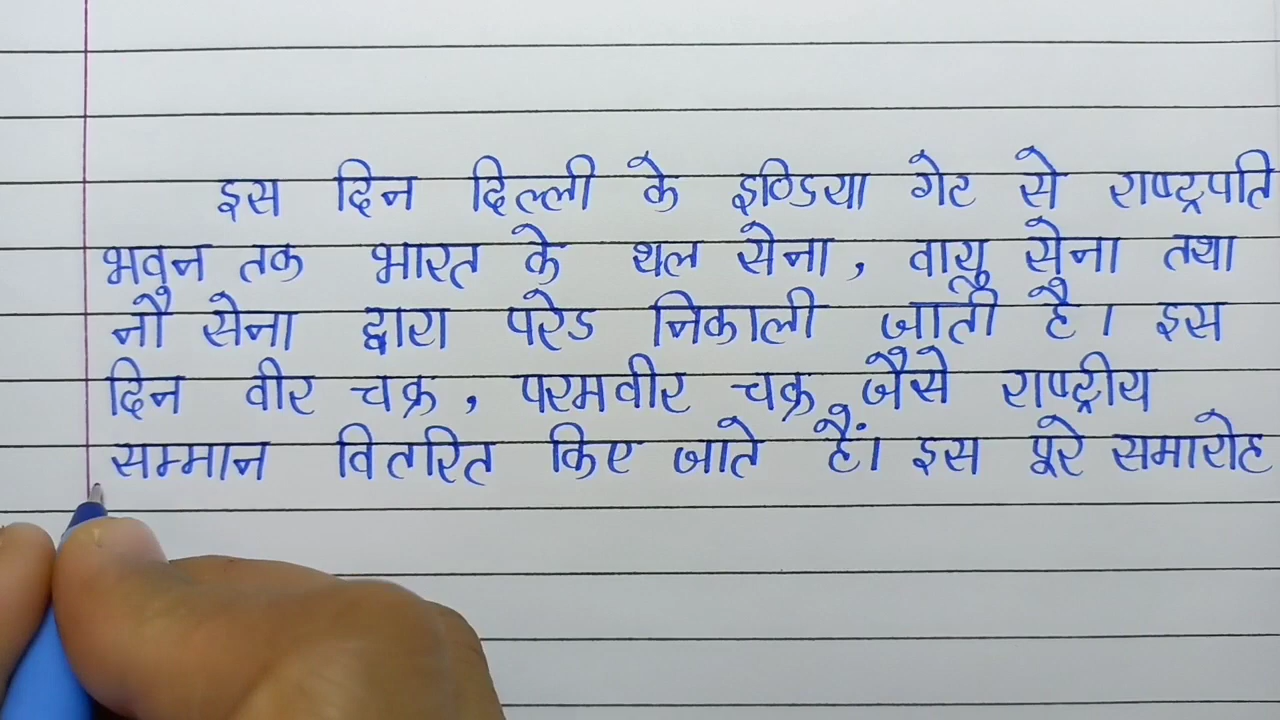 इस दिन दिल्ली के इण्डिया गेट से राष्ट्रपति
भवन तक भारत के थल सेना, वायु सेना तथा
नौ सेना द्वारा परेड निकाली जाती है। इस
दिन वीर चक्र, परमवीर चक्र जैसे राष्ट्रीय
सम्मान वितरित किए जाते हैं। इस पूरे समारोह